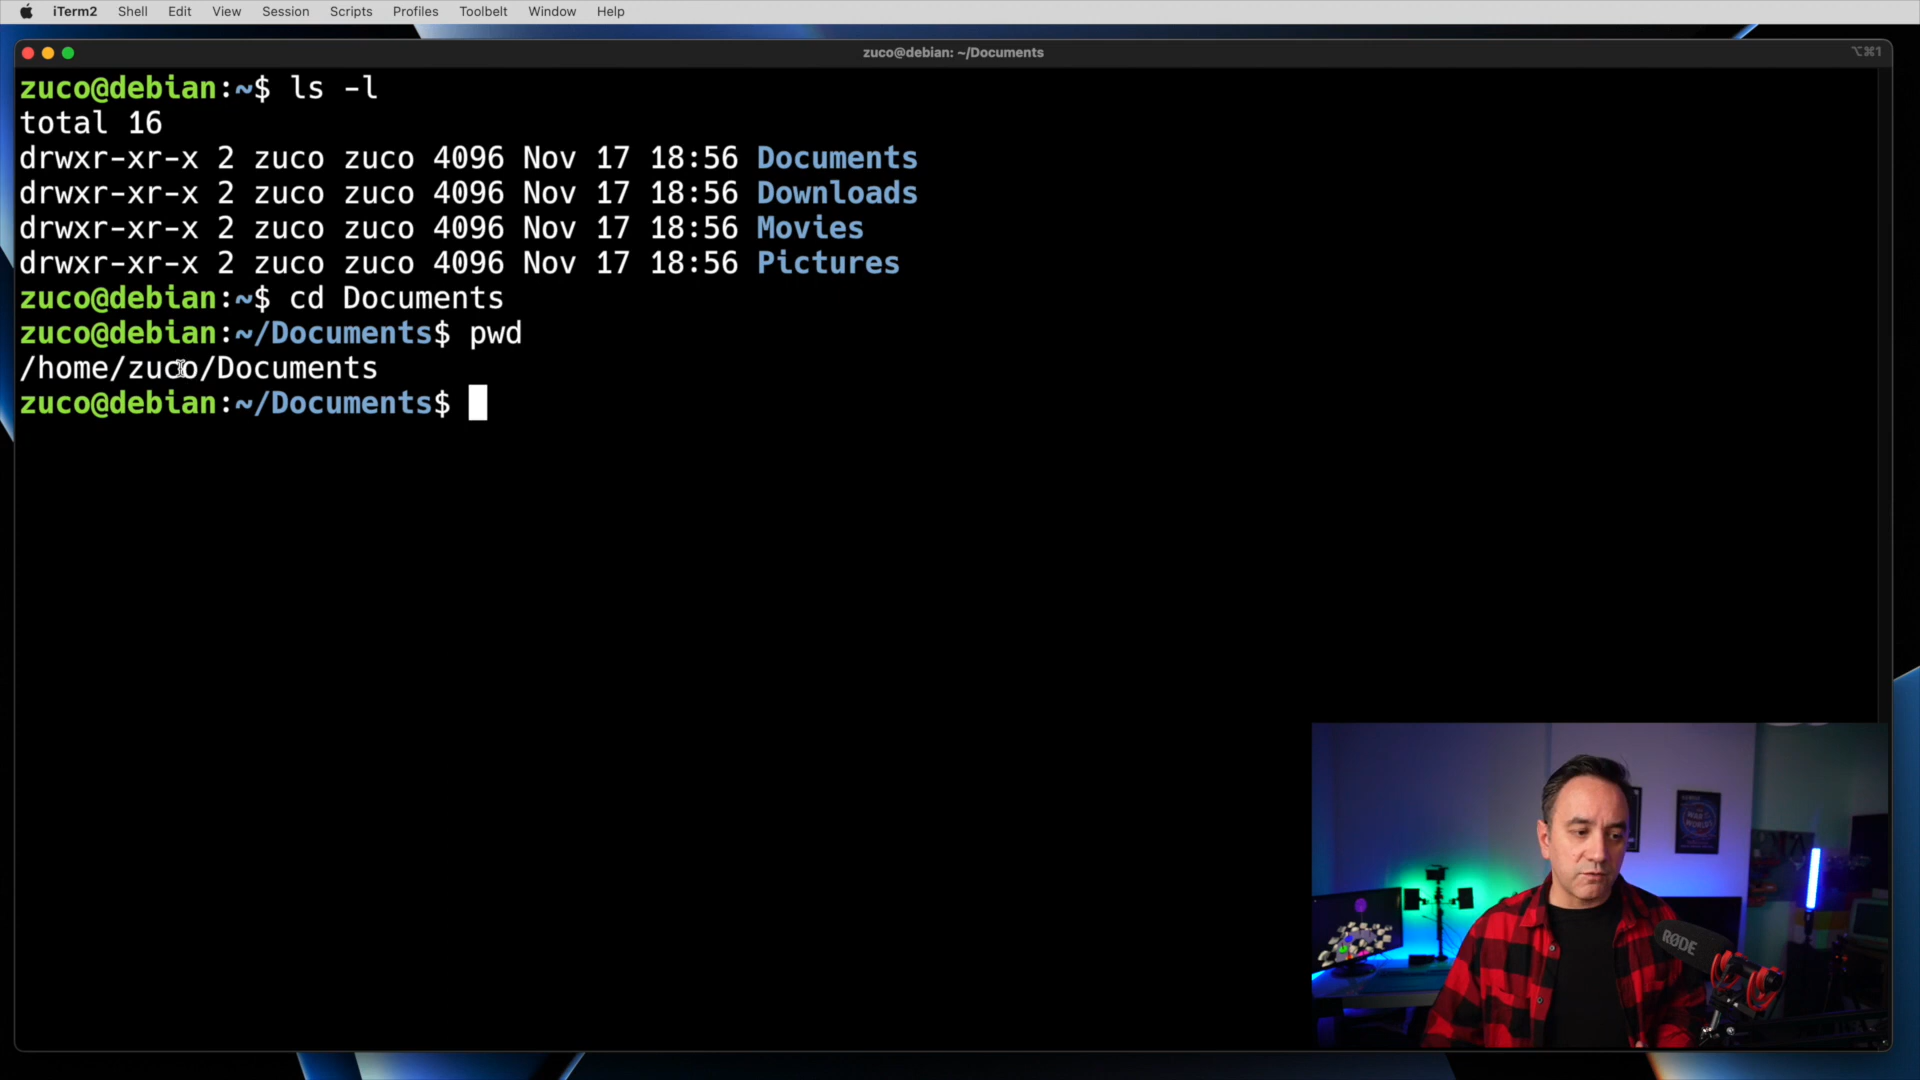 iTerm2 Shell Edit View Session Scripts Profiles Toolbelt Window Help
zuco@debian: ~/Documents
⌥⌘1
zuco@debian:~$ ls -l
total 16
drwxr-xr-x 2 zuco zuco 4096 Nov 17 18:56 Documents
drwxr-xr-x 2 zuco zuco 4096 Nov 17 18:56 Downloads
drwxr-xr-x 2 zuco zuco 4096 Nov 17 18:56 Movies
drwxr-xr-x 2 zuco zuco 4096 Nov 17 18:56 Pictures
zuco@debian:~$ cd Documents
zuco@debian:~/Documents$ pwd
/home/zuco/Documents
zuco@debian:~/Documents$
RØDE